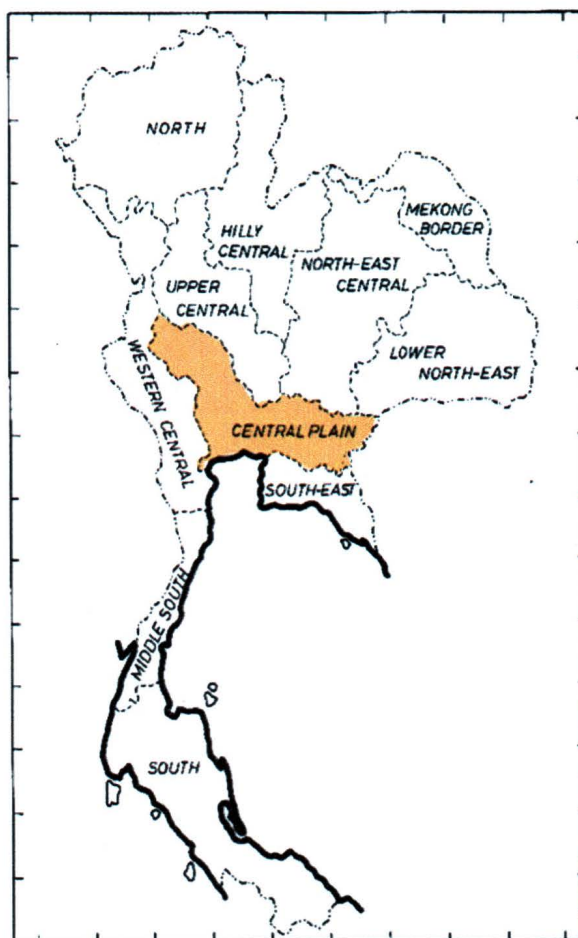 NORTH
MEKONG
BORDER
HILLY
CENTRAL
NORTH-EAST
CENTRAL
UPPER
CENTRAL
LOWER
NORTH-EAST
WESTERN CENTRAL
CENTRAL PLAIN
SOUTH-EAST
MIDDLE SOUTH
SOUTH